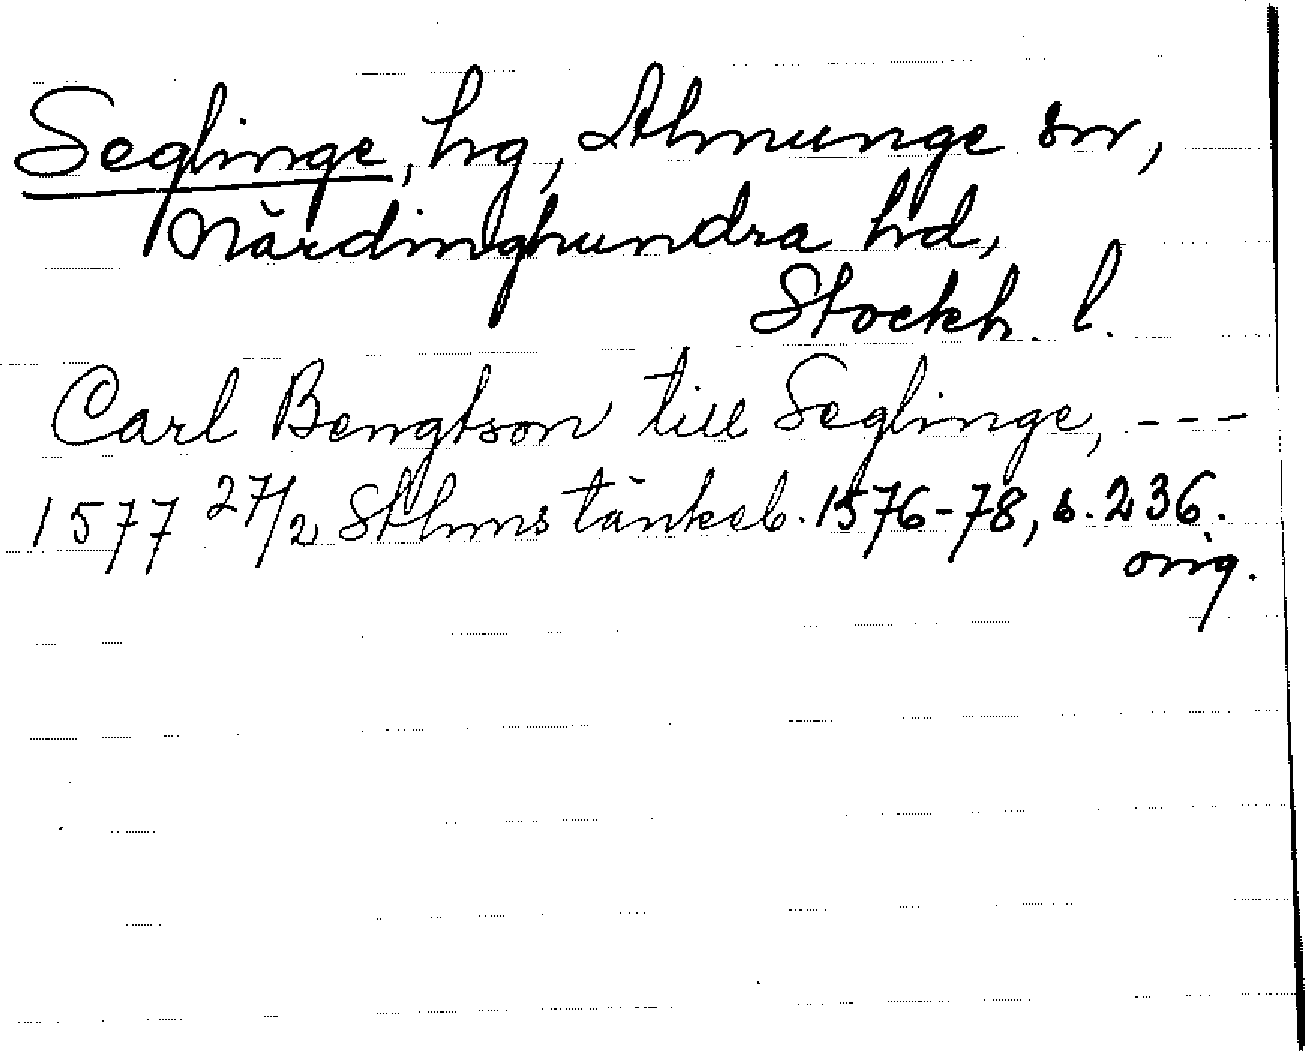 Seglinge, hg, Almunge sn,
Närdinghundra hd,
Stockh. l.
Carl Bengtson till Seglinge, ---
1577 27/2 Sthms tänkeb. 1576-78, s. 236.
orig.